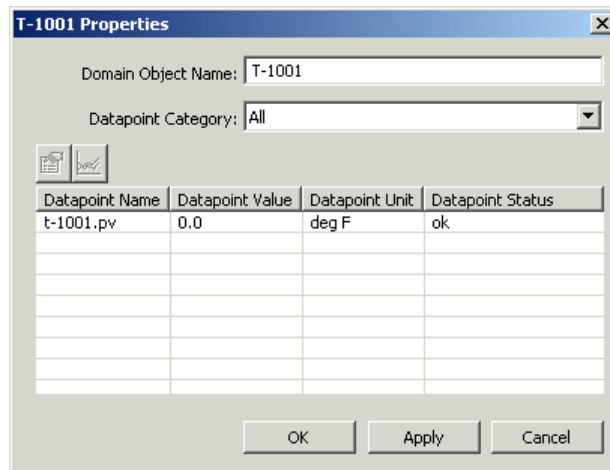 T-1001 Properties
Domain Object Name: T-1001
Datapoint Category: All
Datapoint Name Datapoint Value Datapoint Unit Datapoint Status
t-1001.pv 0.0 deg F ok
OK Apply Cancel